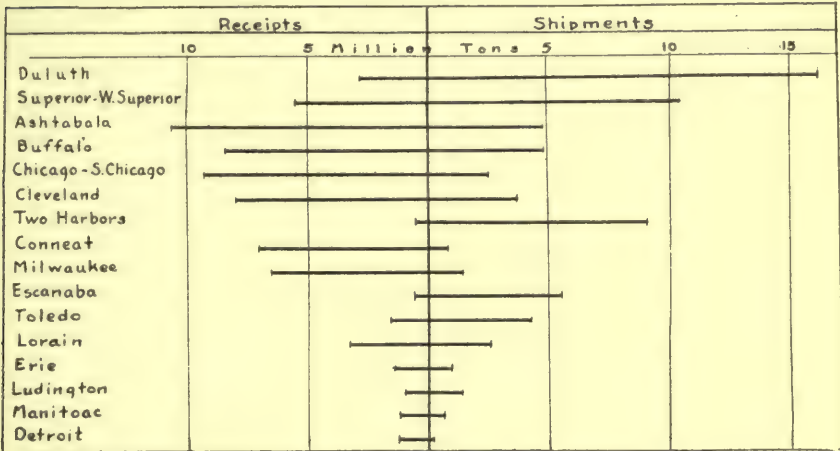 Receipts Shipments
10 5 Million Tons 5 10 15
Duluth
Superior-W.Superior
Ashtabala
Buffalo
Chicago-S.Chicago
Cleveland
Two Harbors
Conneat
Milwaukee
Escanaba
Toledo
Lorain
Erie
Ludington
Manitoac
Detroit